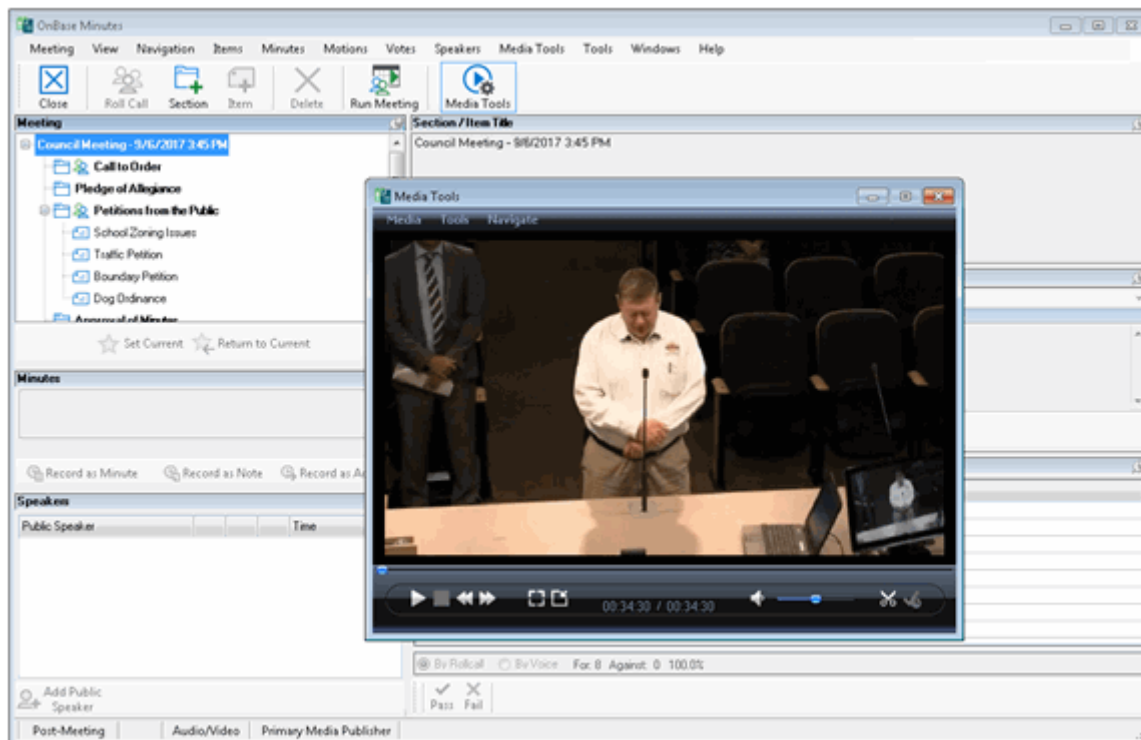 OnBase Minutes
Meeting View Navigation Items Minutes Motions Votes Speakers Media Tools Tools Windows Help
Close Roll Call Section Item Delete Run Meeting Media Tools
Meeting
Section / Item Title
Council Meeting - 9/6/2017 3:45 PM
Council Meeting - 9/6/2017 3:45 PM
Call to Order
Pledge of Allegiance
Petitions from the Public
School Zoning Issues
Traffic Petition
Boundary Petition
Dog Ordinance
Approval of Minutes
Set Current Return to Current
Media Tools
Media Tools Navigate
00:34:30 / 00:34:30
Minutes
Record as Minute Record as Note Record as
Speakers
Public Speaker Time
By Rollcall By Voice For: 8 Against: 0 100.0%
Add Public
Speaker
Pass Fail
Post-Meeting Audio/Video Primary Media Publisher